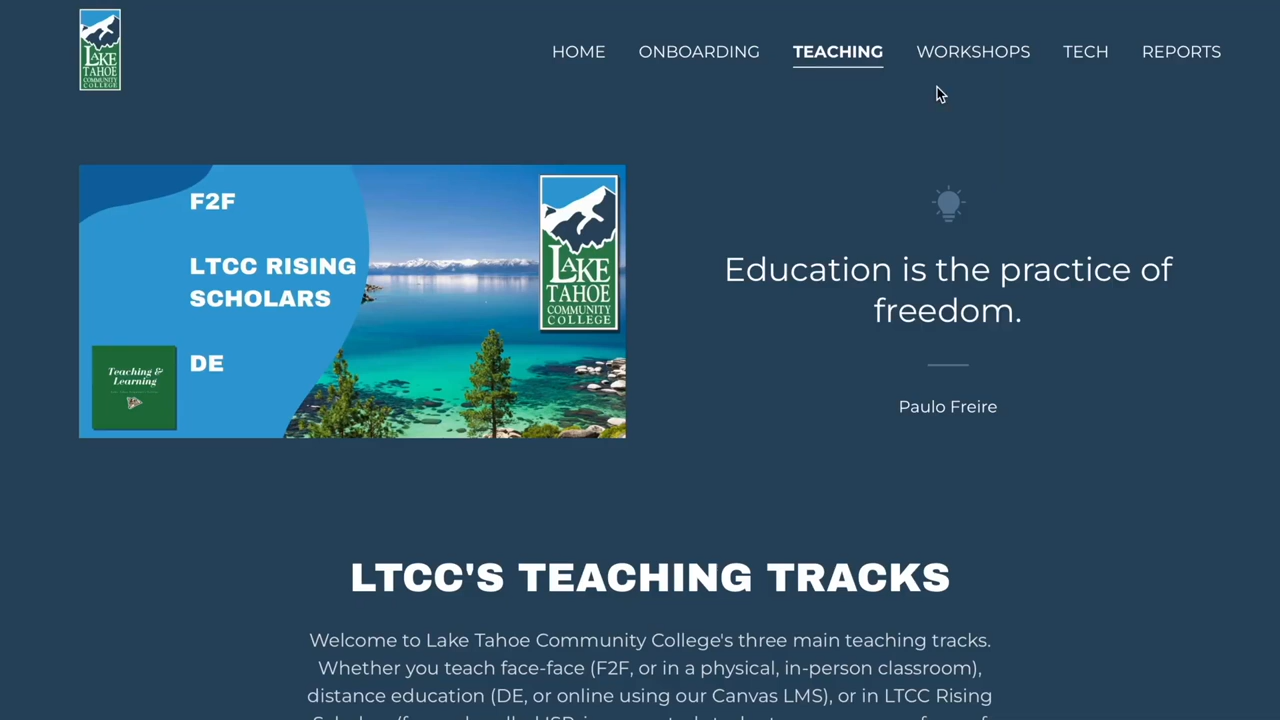 LAKE
TAHOE
COMMUNITY
COLLEGE
HOME
ONBOARDING
TEACHING
WORKSHOPS
TECH
REPORTS
F2F
LTCC RISING
SCHOLARS
DE
Teaching &
Learning
LAKE
TAHOE
COMMUNITY
COLLEGE
Education is the practice of
freedom.
Paulo Freire
LTCC'S TEACHING TRACKS
Welcome to Lake Tahoe Community College's three main teaching tracks.
Whether you teach face-face (F2F, or in a physical, in-person classroom),
distance education (DE, or online using our Canvas LMS), or in LTCC Rising